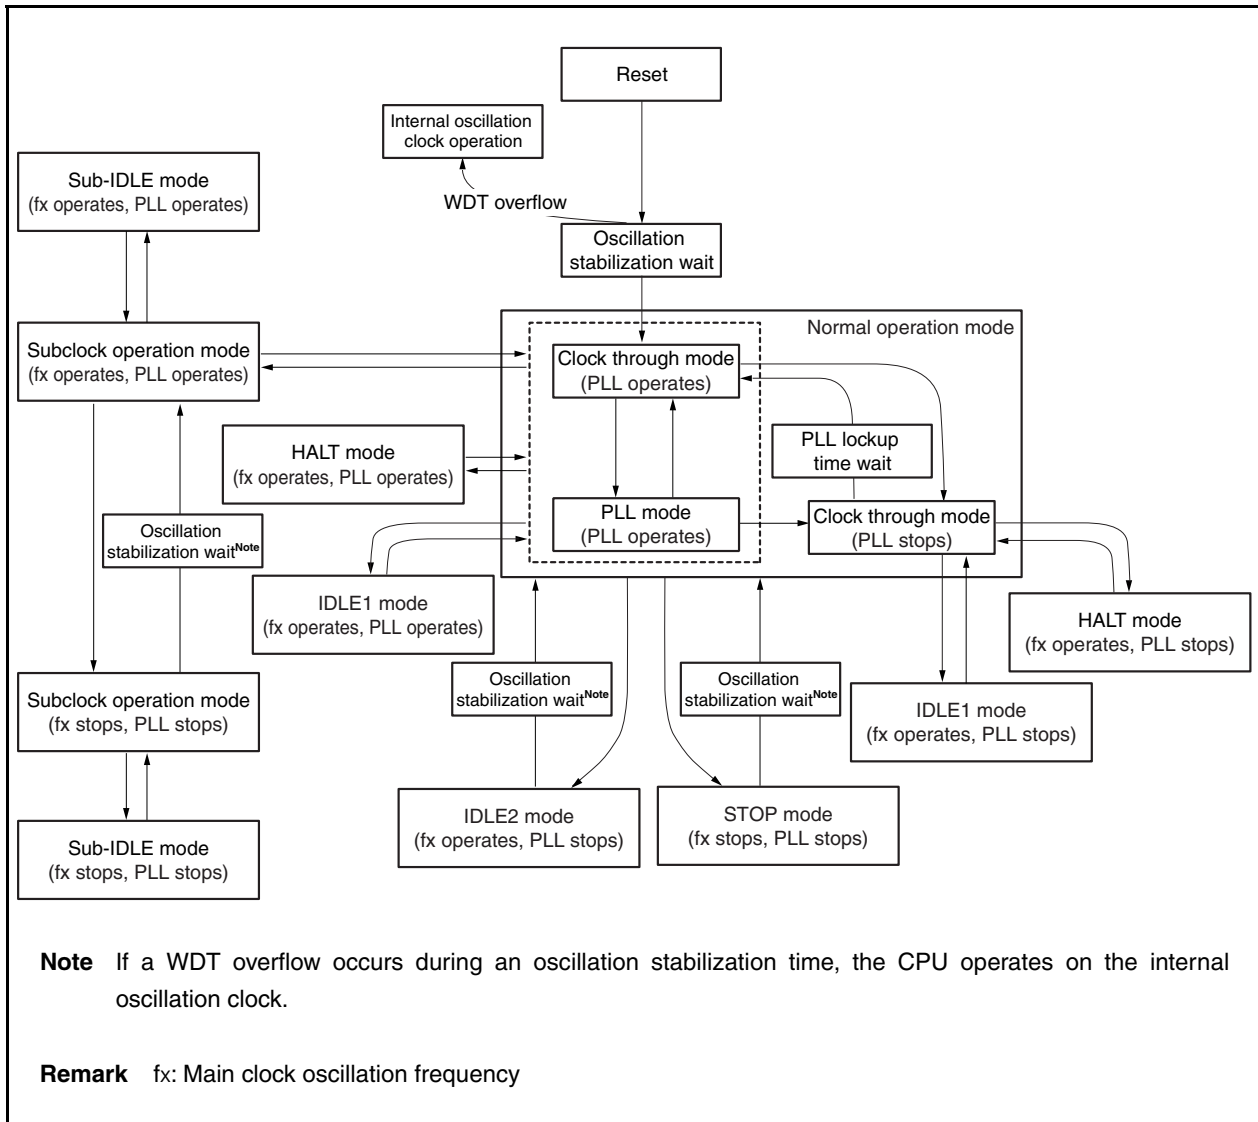 Reset
Internal oscillation
clock operation
WDT overflow
Sub-IDLE mode
(fx operates, PLL operates)
Oscillation
stabilization wait
Normal operation mode
Subclock operation mode
(fx operates, PLL operates)
Clock through mode
(PLL operates)
HALT mode
(fx operates, PLL operates)
PLL lockup
time wait
PLL mode
(PLL operates)
Clock through mode
(PLL stops)
Oscillation
stabilization waitNote
IDLE1 mode
(fx operates, PLL operates)
HALT mode
(fx operates, PLL stops)
Subclock operation mode
(fx stops, PLL stops)
Oscillation
stabilization waitNote
Oscillation
stabilization waitNote
IDLE1 mode
(fx operates, PLL stops)
IDLE2 mode
(fx operates, PLL stops)
STOP mode
(fx stops, PLL stops)
Sub-IDLE mode
(fx stops, PLL stops)
Note If a WDT overflow occurs during an oscillation stabilization time, the CPU operates on the internal
oscillation clock.
Remark fx: Main clock oscillation frequency